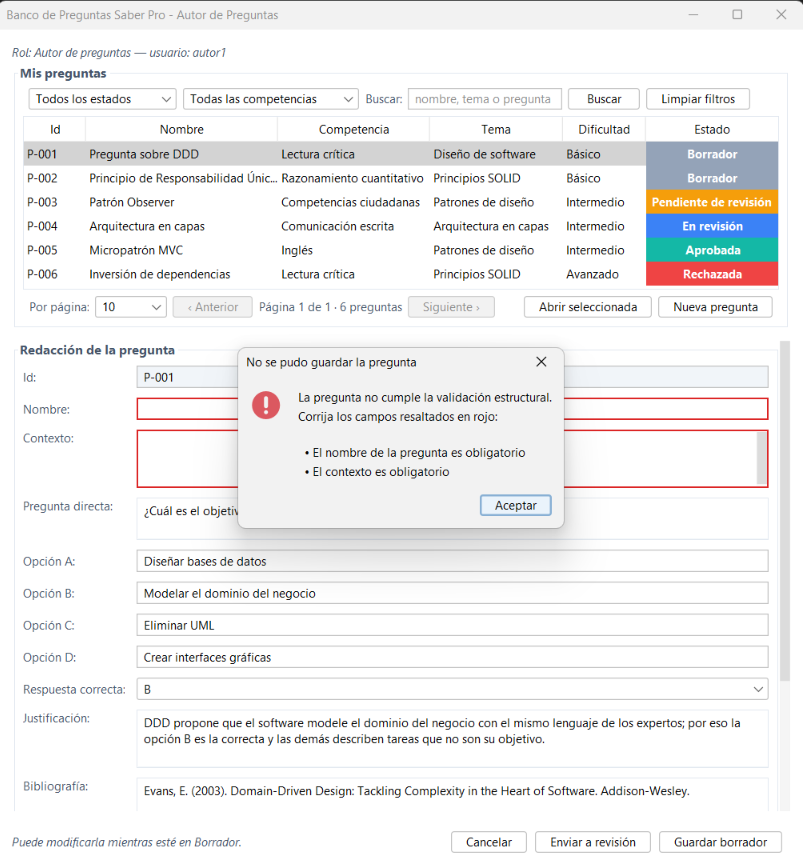 Banco de Preguntas Saber Pro - Autor de Preguntas
Rol: Autor de preguntas — usuario: autor1
Mis preguntas
Todos los estados Todas las competencias Buscar: nombre, tema o pregunta Buscar Limpiar filtros
Id Nombre Competencia Tema Dificultad Estado
P-001 Pregunta sobre DDD Lectura crítica Diseño de software Básico Borrador
P-002 Principio de Responsabilidad Únic... Razonamiento cuantitativo Principios SOLID Básico Borrador
P-003 Patrón Observer Competencias ciudadanas Patrones de diseño Intermedio Pendiente de revisión
P-004 Arquitectura en capas Comunicación escrita Arquitectura en capas Intermedio En revisión
P-005 Micropatrón MVC Inglés Patrones de diseño Intermedio Aprobada
P-006 Inversión de dependencias Lectura crítica Principios SOLID Avanzado Rechazada
Por página: 10 ‹ Anterior Página 1 de 1 · 6 preguntas Siguiente › Abrir seleccionada Nueva pregunta
Redacción de la pregunta
No se pudo guardar la pregunta
La pregunta no cumple la validación estructural.
Corrija los campos resaltados en rojo:
• El nombre de la pregunta es obligatorio
• El contexto es obligatorio
Aceptar
Id: P-001
Nombre:
Contexto:
Pregunta directa: ¿Cuál es el objetiv
Opción A: Diseñar bases de datos
Opción B: Modelar el dominio del negocio
Opción C: Eliminar UML
Opción D: Crear interfaces gráficas
Respuesta correcta: B
Justificación: DDD propone que el software modele el dominio del negocio con el mismo lenguaje de los expertos; por eso la
opción B es la correcta y las demás describen tareas que no son su objetivo.
Bibliografía: Evans, E. (2003). Domain-Driven Design: Tackling Complexity in the Heart of Software. Addison-Wesley.
Puede modificarla mientras esté en Borrador. Cancelar Enviar a revisión Guardar borrador